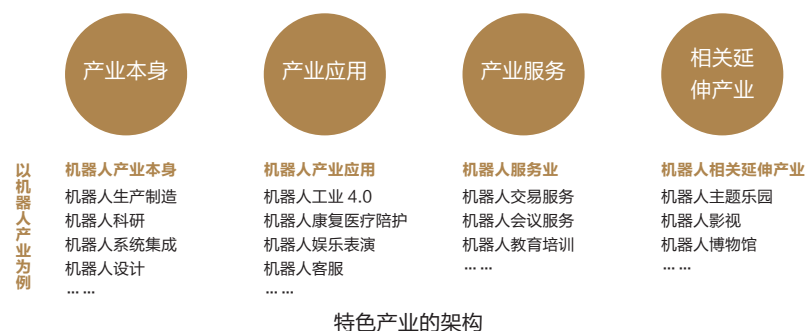 产业本身
产业应用
产业服务
相关延
伸产业
以机器人产业为例
机器人产业本身
机器人生产制造
机器人科研
机器人系统集成
机器人设计
… …
机器人产业应用
机器人工业 4.0
机器人康复医疗陪护
机器人娱乐表演
机器人客服
… …
机器人服务业
机器人交易服务
机器人会议服务
机器人教育培训
… …
机器人相关延伸产业
机器人主题乐园
机器人影视
机器人博物馆
… …
特色产业的架构